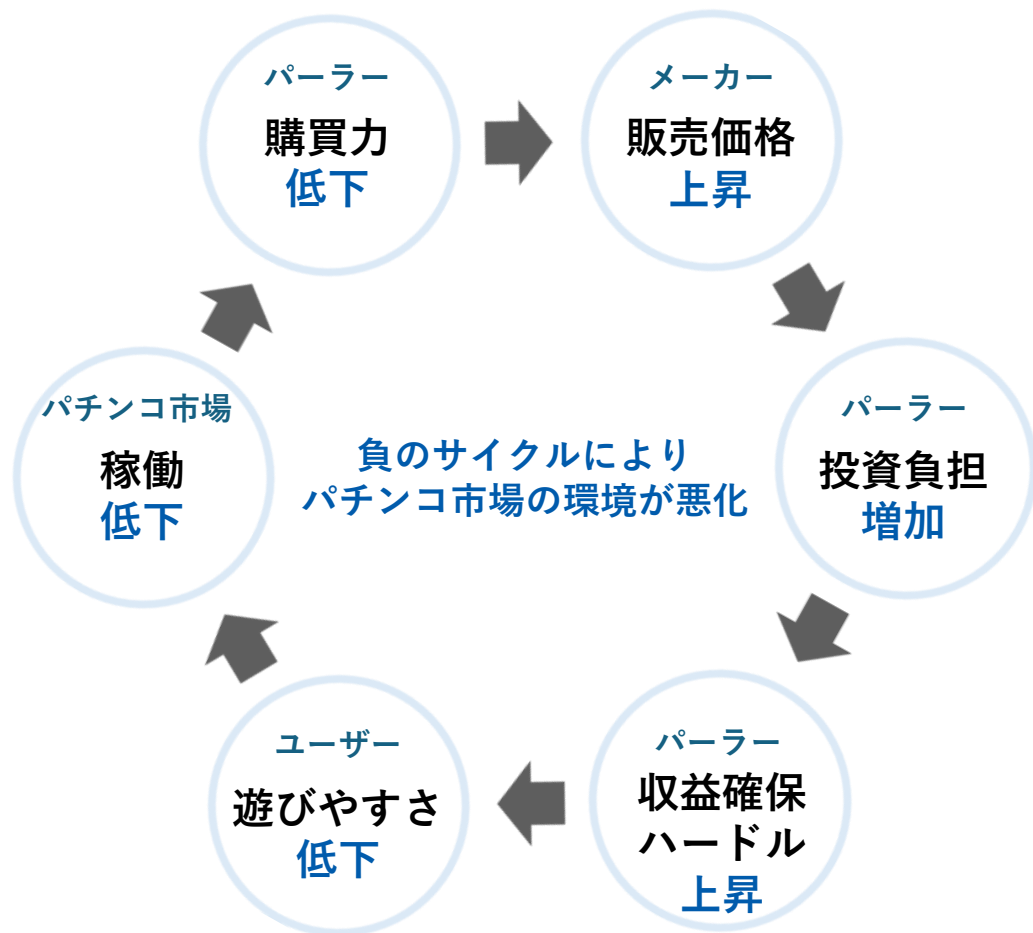 パーラー
購買力
低下
メーカー
販売価格
上昇
パーラー
投資負担
増加
パーラー
収益確保
ハードル
上昇
ユーザー
遊びやすさ
低下
パチンコ市場
稼働
低下
負のサイクルにより
パチンコ市場の環境が悪化